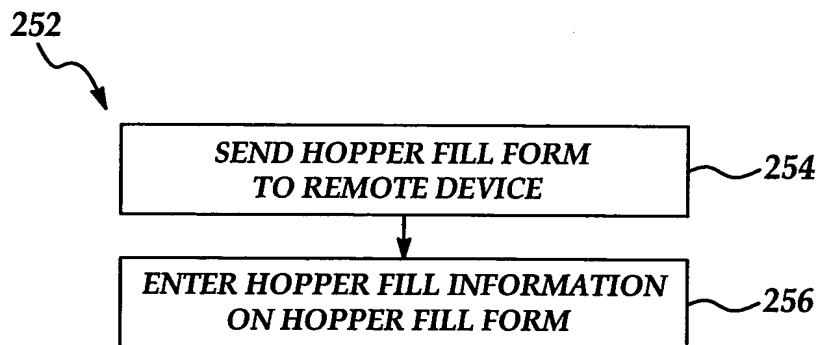 252
SEND HOPPER FILL FORM
TO REMOTE DEVICE
254
ENTER HOPPER FILL INFORMATION
ON HOPPER FILL FORM
256